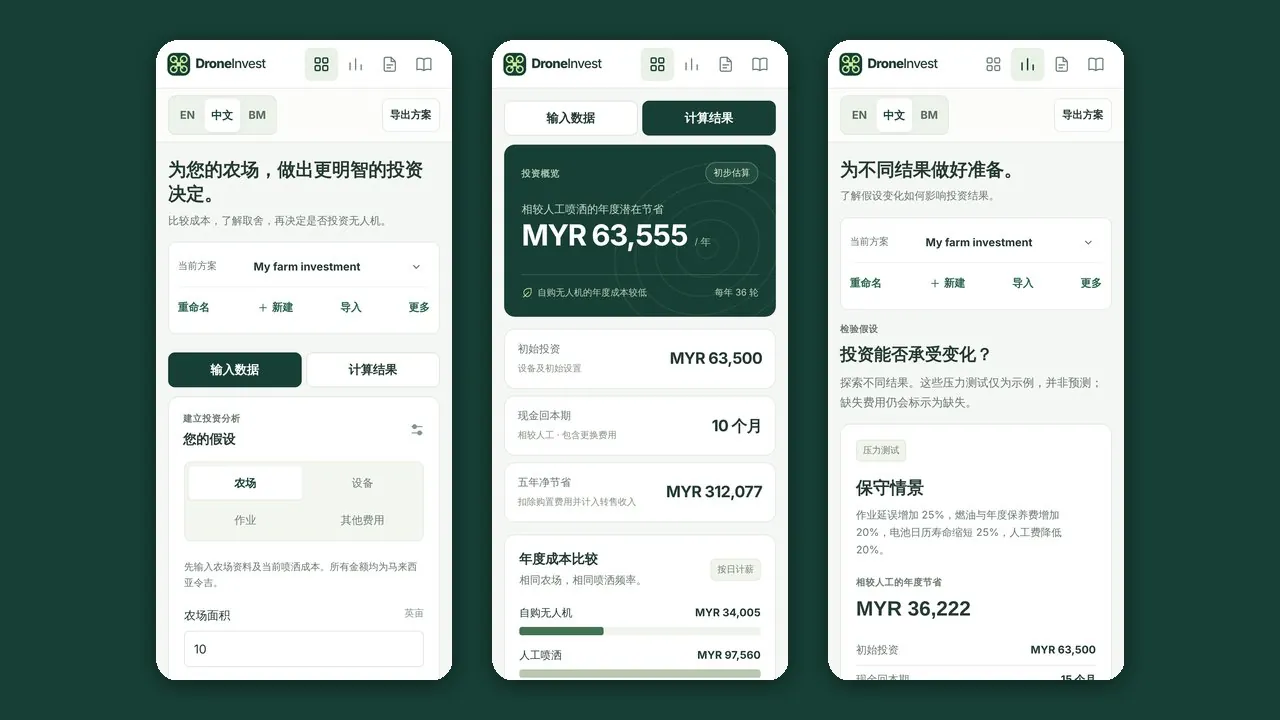 DroneInvest
EN 中文 BM
导出方案
为您的农场，做出更明智的投资
决定。
比较成本，了解取舍，再决定是否投资无人机。
当前方案
My farm investment
重命名
+ 新建
导入
更多
输入数据
计算结果
建立投资分析
您的假设
农场
设备
作业
其他费用
先输入农场资料及当前喷洒成本。所有金额均为马来西
亚令吉。
农场面积
英亩
10
DroneInvest
输入数据
计算结果
投资概览
初步估算
相较人工喷洒的年度潜在节省
MYR 63,555 / 年
自购无人机的年度成本较低
每年 36 轮
初始投资
设备及初始设置
MYR 63,500
现金回本期
相较人工 · 包含更换费用
10 个月
五年净节省
扣除购置费用并计入转售收入
MYR 312,077
年度成本比较
相同农场，相同喷洒频率。
按日计薪
自购无人机
MYR 34,005
人工喷洒
MYR 97,560
DroneInvest
EN 中文 BM
导出方案
为不同结果做好准备。
了解假设变化如何影响投资结果。
当前方案
My farm investment
重命名
+ 新建
导入
更多
检验假设
投资能否承受变化？
探索不同结果。这些压力测试仅为示例，并非预测；
缺失费用仍会标示为缺失。
压力测试
保守情景
作业延误增加 25%，燃油与年度保养费增加
20%，电池日历寿命缩短 25%，人工费降低
20%。
相较人工的年度节省
MYR 36,222
初始投资
MYR 63,500
现金回本期
15 个月